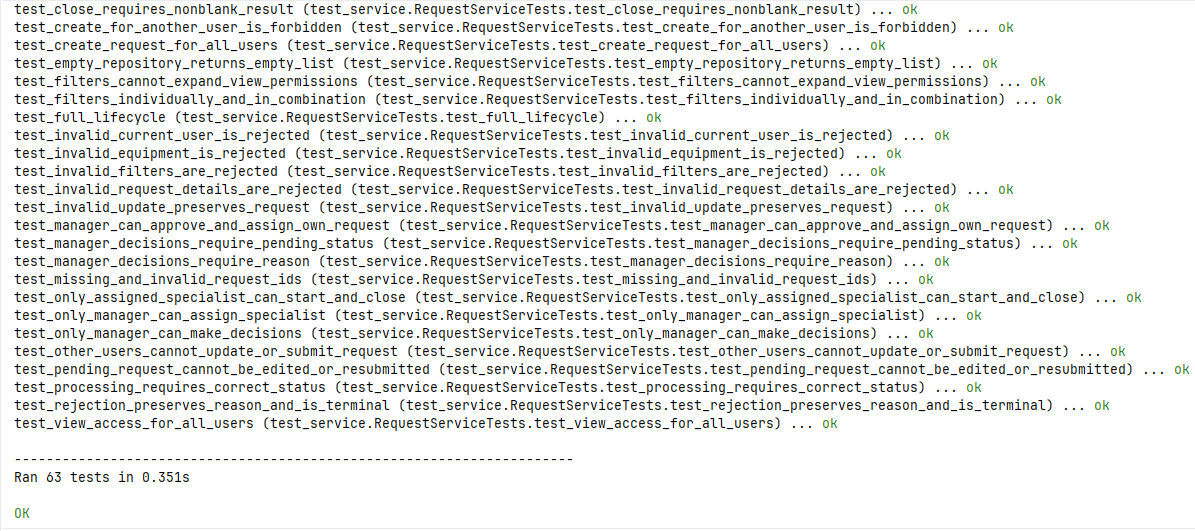 test_close_requires_nonblank_result (test_service.RequestServiceTests.test_close_requires_nonblank_result) ... ok
test_create_for_another_user_is_forbidden (test_service.RequestServiceTests.test_create_for_another_user_is_forbidden) ... ok
test_create_request_for_all_users (test_service.RequestServiceTests.test_create_request_for_all_users) ... ok
test_empty_repository_returns_empty_list (test_service.RequestServiceTests.test_empty_repository_returns_empty_list) ... ok
test_filters_cannot_expand_view_permissions (test_service.RequestServiceTests.test_filters_cannot_expand_view_permissions) ... ok
test_filters_individually_and_in_combination (test_service.RequestServiceTests.test_filters_individually_and_in_combination) ... ok
test_full_lifecycle (test_service.RequestServiceTests.test_full_lifecycle) ... ok
test_invalid_current_user_is_rejected (test_service.RequestServiceTests.test_invalid_current_user_is_rejected) ... ok
test_invalid_equipment_is_rejected (test_service.RequestServiceTests.test_invalid_equipment_is_rejected) ... ok
test_invalid_filters_are_rejected (test_service.RequestServiceTests.test_invalid_filters_are_rejected) ... ok
test_invalid_request_details_are_rejected (test_service.RequestServiceTests.test_invalid_request_details_are_rejected) ... ok
test_invalid_update_preserves_request (test_service.RequestServiceTests.test_invalid_update_preserves_request) ... ok
test_manager_can_approve_and_assign_own_request (test_service.RequestServiceTests.test_manager_can_approve_and_assign_own_request) ... ok
test_manager_decisions_require_pending_status (test_service.RequestServiceTests.test_manager_decisions_require_pending_status) ... ok
test_manager_decisions_require_reason (test_service.RequestServiceTests.test_manager_decisions_require_reason) ... ok
test_missing_and_invalid_request_ids (test_service.RequestServiceTests.test_missing_and_invalid_request_ids) ... ok
test_only_assigned_specialist_can_start_and_close (test_service.RequestServiceTests.test_only_assigned_specialist_can_start_and_close) ... ok
test_only_manager_can_assign_specialist (test_service.RequestServiceTests.test_only_manager_can_assign_specialist) ... ok
test_only_manager_can_make_decisions (test_service.RequestServiceTests.test_only_manager_can_make_decisions) ... ok
test_other_users_cannot_update_or_submit_request (test_service.RequestServiceTests.test_other_users_cannot_update_or_submit_request) ... ok
test_pending_request_cannot_be_edited_or_resubmitted (test_service.RequestServiceTests.test_pending_request_cannot_be_edited_or_resubmitted) ... ok
test_processing_requires_correct_status (test_service.RequestServiceTests.test_processing_requires_correct_status) ... ok
test_rejection_preserves_reason_and_is_terminal (test_service.RequestServiceTests.test_rejection_preserves_reason_and_is_terminal) ... ok
test_view_access_for_all_users (test_service.RequestServiceTests.test_view_access_for_all_users) ... ok
----------------------------------------------------------------------
Ran 63 tests in 0.351s
OK